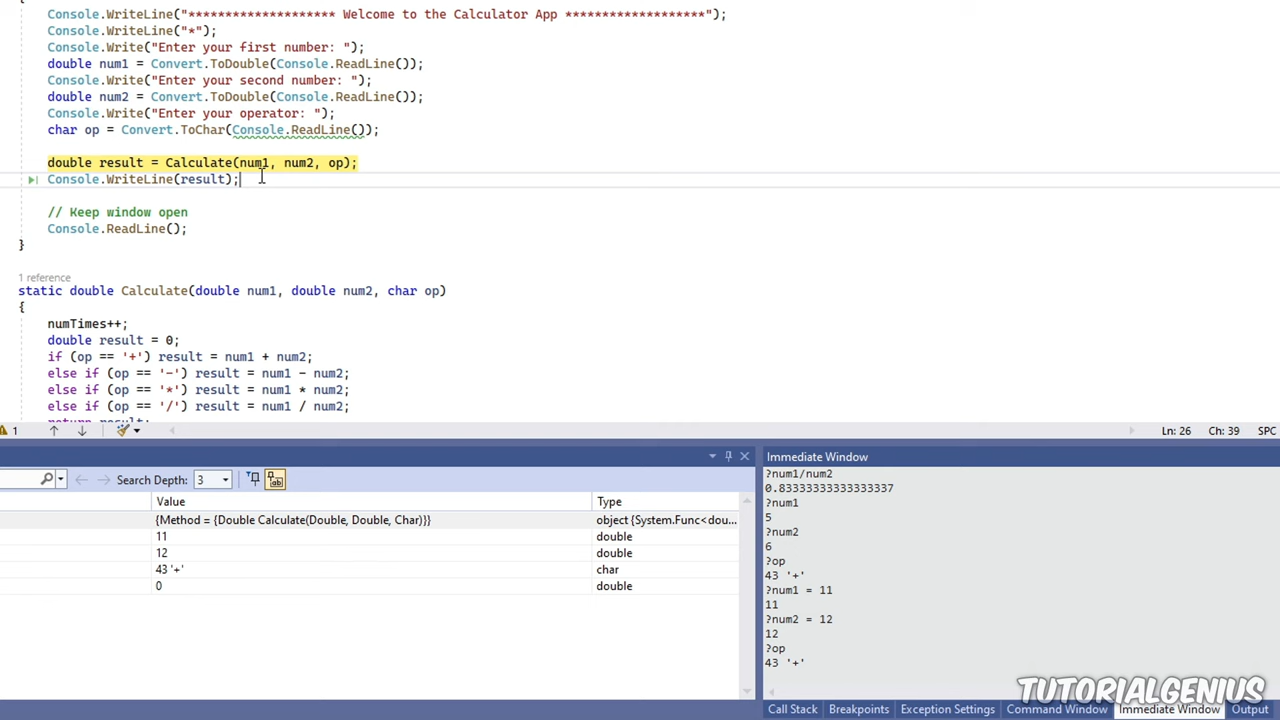 Console.WriteLine("******************** Welcome to the Calculator App *******************");
Console.WriteLine("*");
Console.Write("Enter your first number: ");
double num1 = Convert.ToDouble(Console.ReadLine());
Console.Write("Enter your second number: ");
double num2 = Convert.ToDouble(Console.ReadLine());
Console.Write("Enter your operator: ");
char op = Convert.ToChar(Console.ReadLine());
double result = Calculate(num1, num2, op);
Console.WriteLine(result);
// Keep window open
Console.ReadLine();
}
1 reference
static double Calculate(double num1, double num2, char op)
{
numTimes++;
double result = 0;
if (op == '+') result = num1 + num2;
else if (op == '-') result = num1 - num2;
else if (op == '*') result = num1 * num2;
else if (op == '/') result = num1 / num2;
return result;
1
Ln: 26 Ch: 39 SPC
Search Depth: 3
Value Type
{Method = {Double Calculate(Double, Double, Char)}} object {System.Func<dou...
11 double
12 double
43 '+' char
0 double
Immediate Window
?num1/num2
0.83333333333333337
?num1
5
?num2
6
?op
43 '+'
?num1 = 11
11
?num2 = 12
12
?op
43 '+'
TUTORIALGENIUS
Call Stack Breakpoints Exception Settings Command Window Immediate Window Output